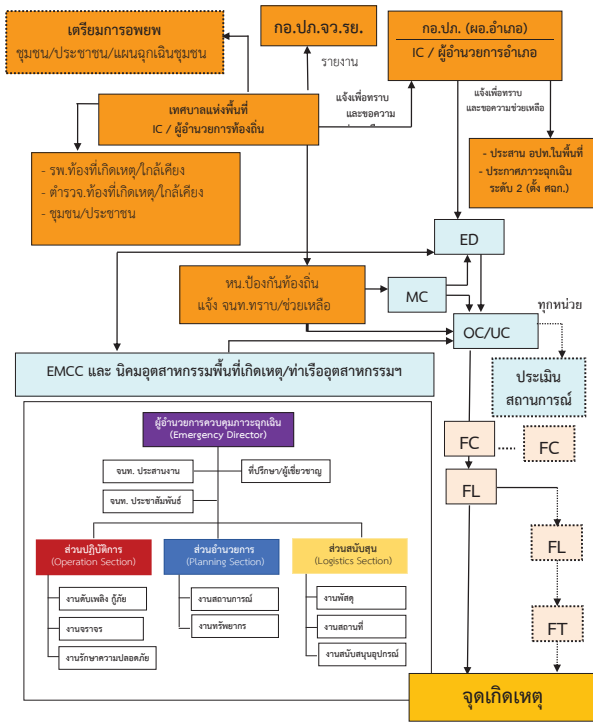 เตรียมการอพยพ
ชุมชน/ประชาชน/แผนฉุกเฉินชุมชน
กอ.ปภ.จว.รย.
รายงาน
กอ.ปภ. (ผอ.อำเภอ)
IC / ผู้อำนวยการอำเภอ
แจ้งเพื่อทราบ
และขอความ
แจ้งเพื่อทราบ
และขอความช่วยเหลือ
เทศบาลแห่งพื้นที่
IC / ผู้อำนวยการท้องถิ่น
- รพ.ท้องที่เกิดเหตุ/ใกล้เคียง
- ตำรวจ.ท้องที่เกิดเหตุ/ใกล้เคียง
- ชุมชน/ประชาชน
- ประสาน อปท.ในพื้นที่
- ประกาศภาวะฉุกเฉิน
ระดับ 2 (ตั้ง ศฉก.)
ED
หน.ป้องกันท้องถิ่น
แจ้ง จนท.ทราบ/ช่วยเหลือ
MC
OC/UC
ทุกหน่วย
EMCC และ นิคมอุตสาหกรรมพื้นที่เกิดเหตุ/ท่าเรืออุตสาหกรรมฯ
ประเมิน
สถานการณ์
ผู้อำนวยการควบคุมภาวะฉุกเฉิน
(Emergency Director)
จนท. ประสานงาน
ที่ปรึกษา/ผู้เชี่ยวชาญ
จนท. ประชาสัมพันธ์
ส่วนปฏิบัติการ
(Operation Section)
ส่วนอำนวยการ
(Planning Section)
ส่วนสนับสุน
(Logistics Section)
งานดับเพลิง กู้ภัย
งานจราจร
งานรักษาความปลอดภัย
งานสถานการณ์
งานทรัพยากร
งานพัสดุ
งานสถานที่
งานสนับสนุนอุปกรณ์
FC
FC
FL
FL
FT
จุดเกิดเหตุ